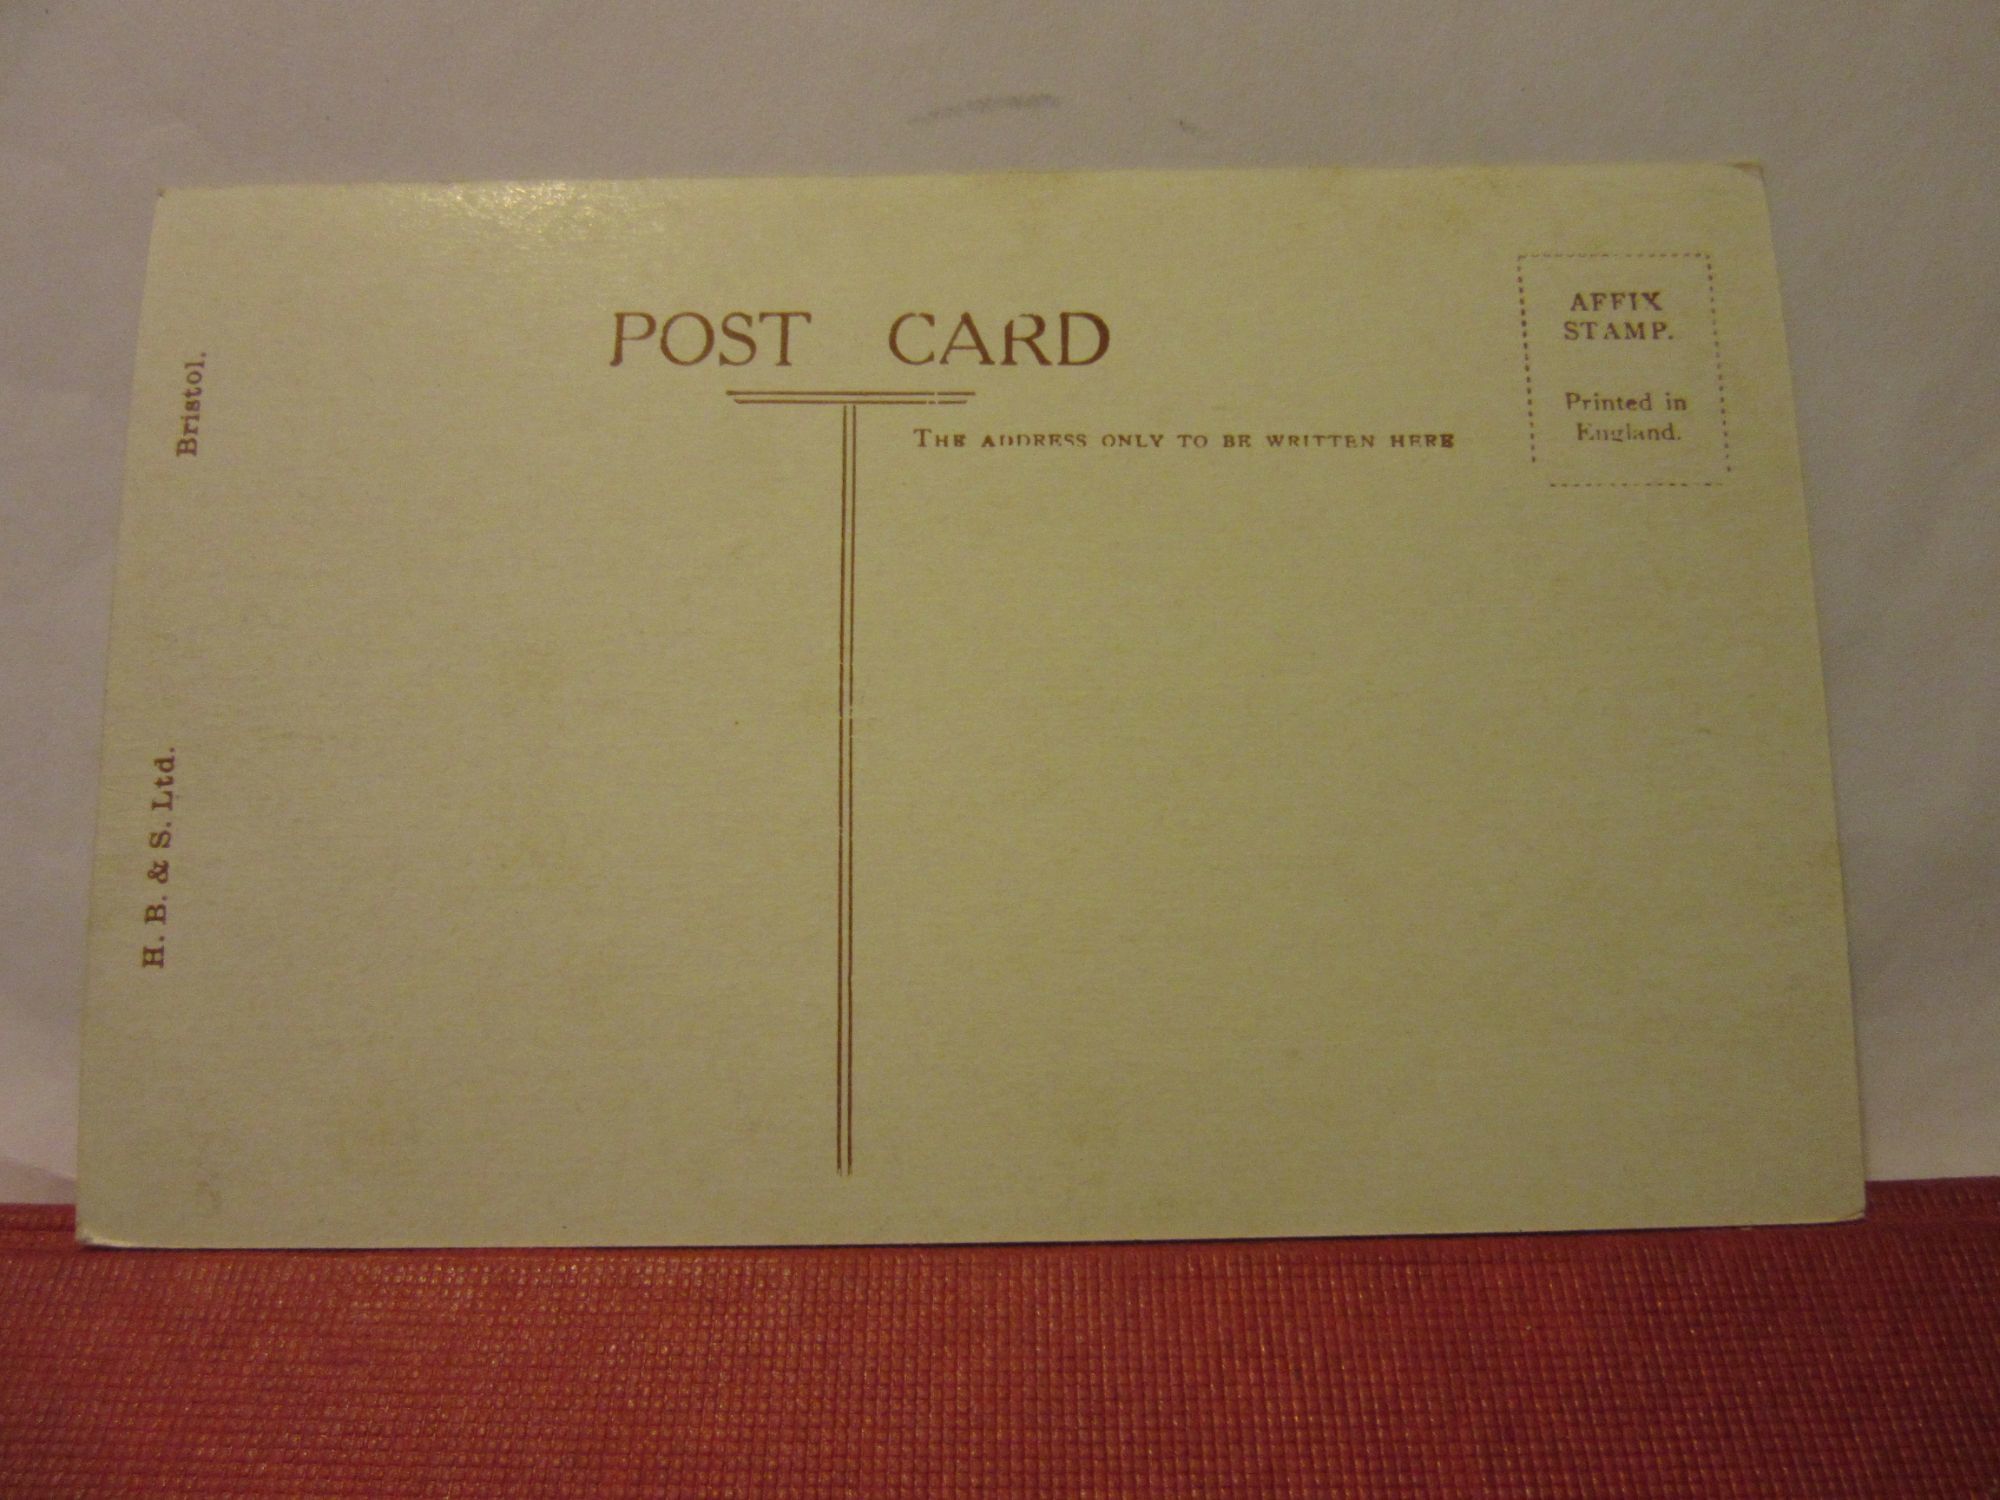 POST CARD
AFFIX
STAMP.
Printed in
England.
THE ADDRESS ONLY TO BE WRITTEN HERE
H. B. & S. Ltd.
Bristol.